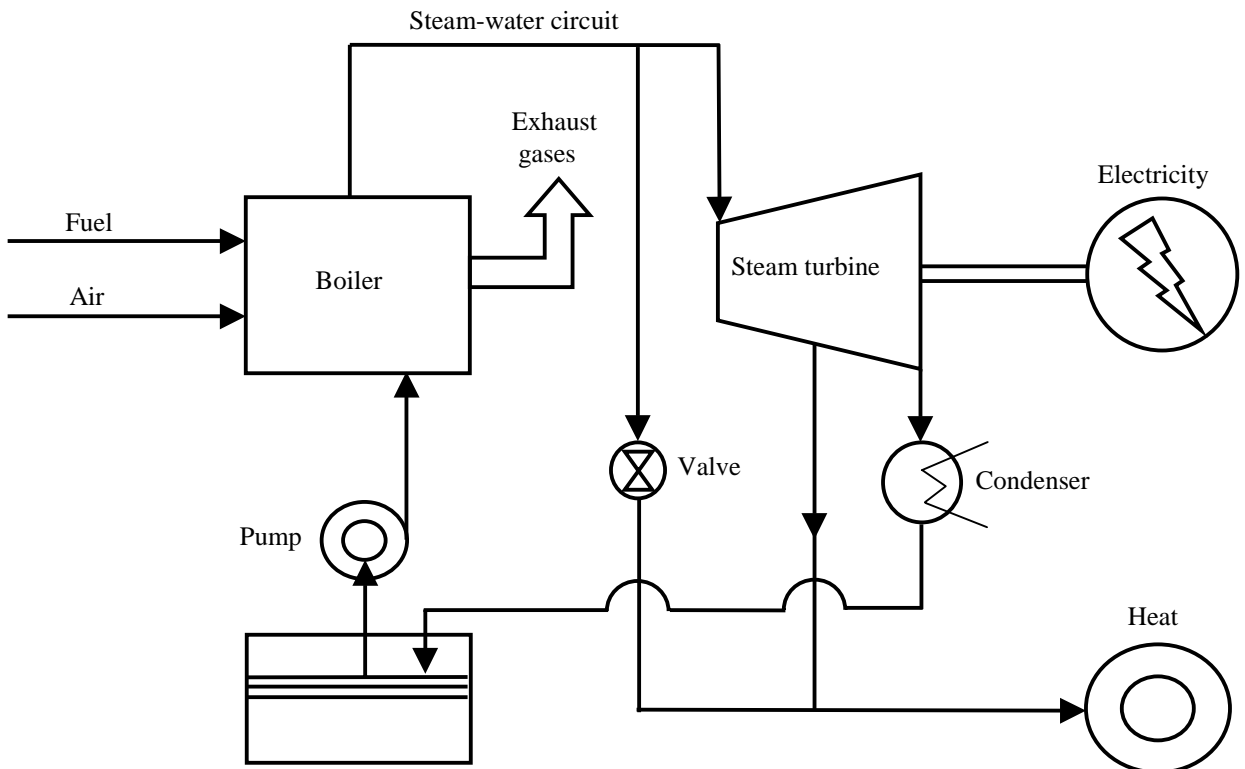 Steam-water circuit
Exhaust
gases
Electricity
Fuel
Steam turbine
Boiler
Air
Valve
Condenser
Pump
Heat